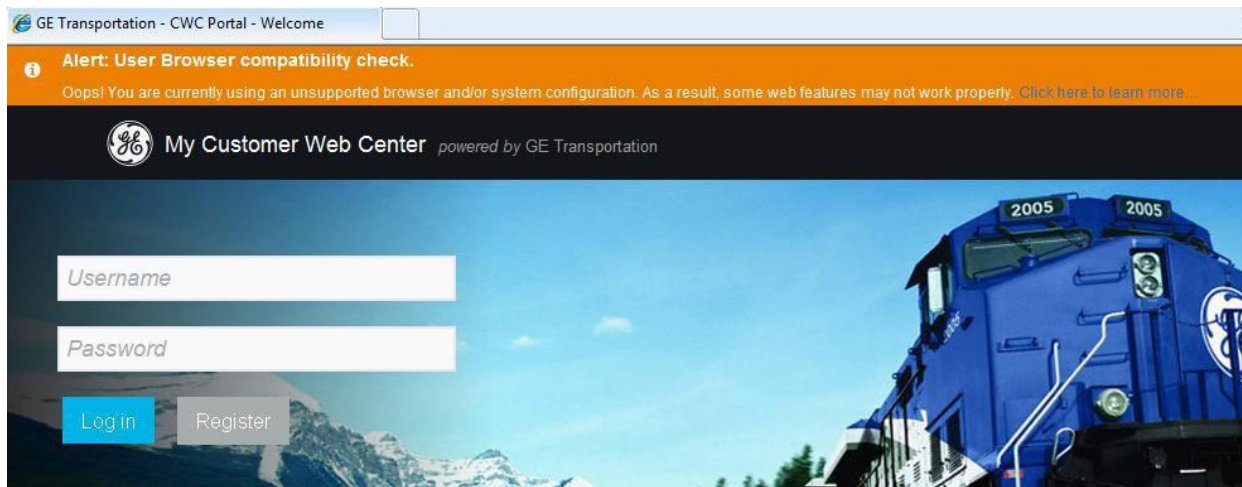 GE Transportation - CWC Portal - Welcome
Alert: User Browser compatibility check.
Oops! You are currently using an unsupported browser and/or system configuration. As a result, some web features may not work properly. Click here to learn more...
GE My Customer Web Center powered by GE Transportation
2005 2005
Username
2005
Password
Log in Register